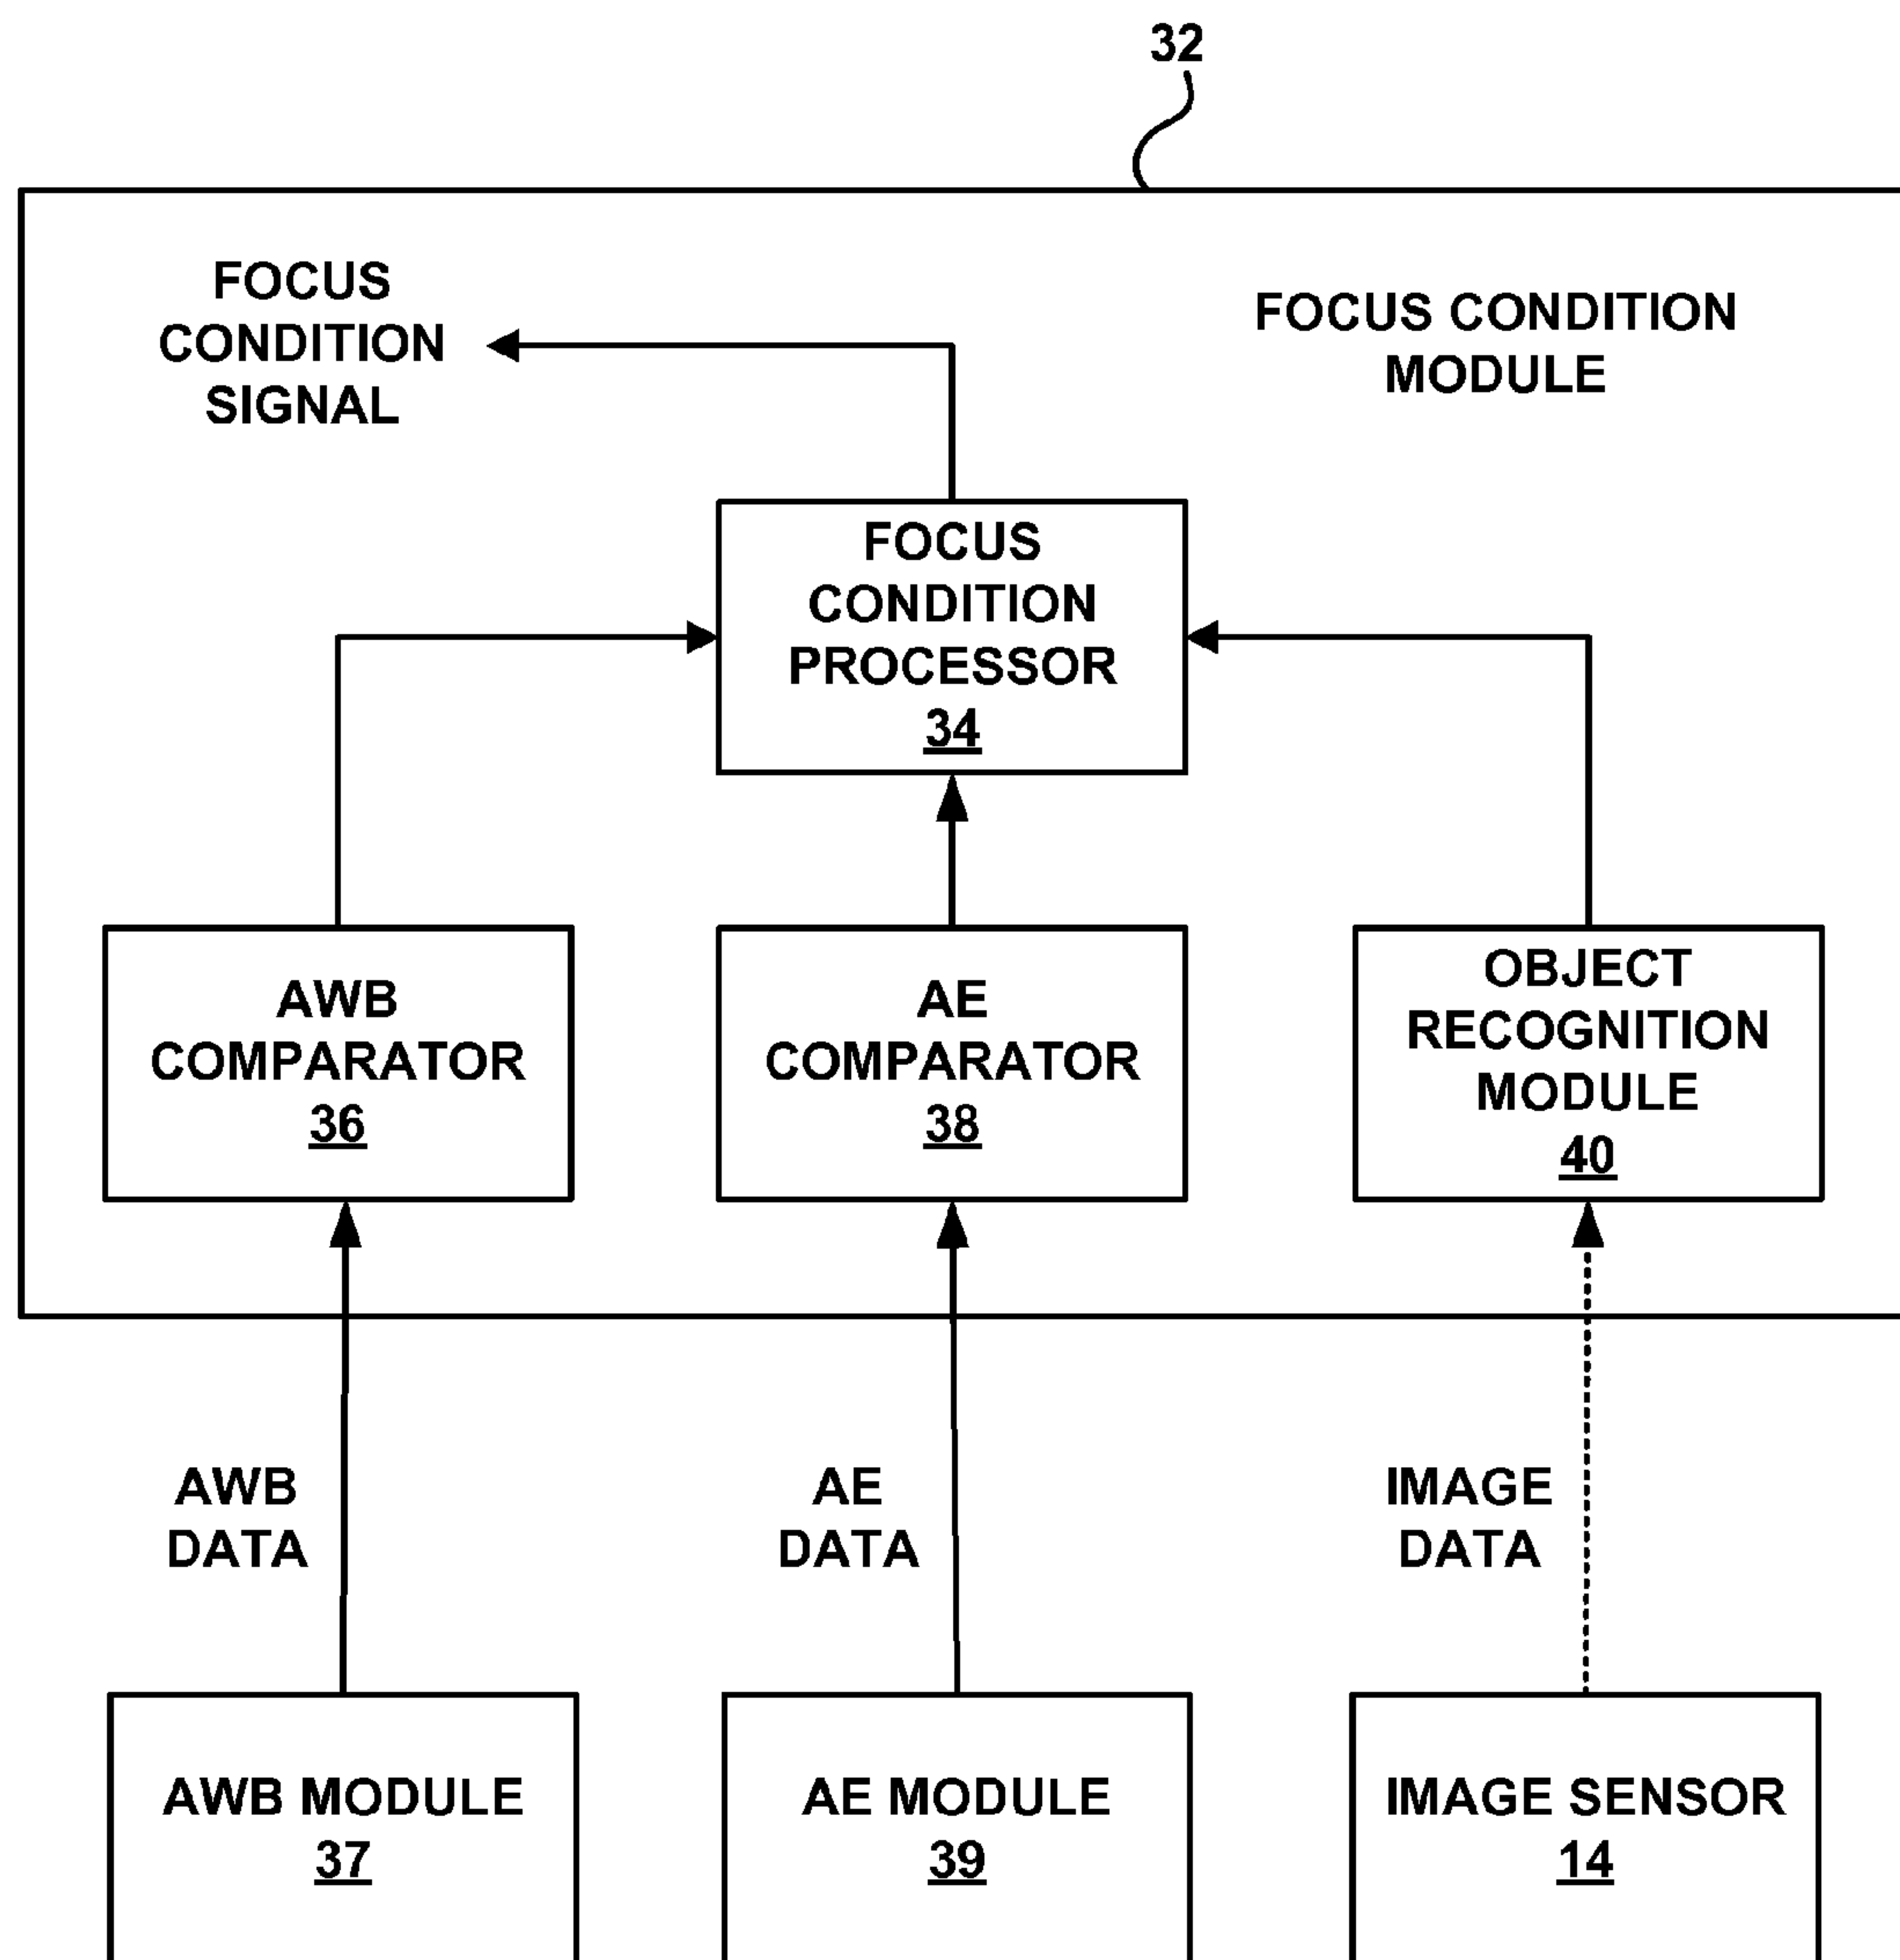 32
FOCUS
CONDITION
SIGNAL
FOCUS CONDITION
MODULE
FOCUS
CONDITION
PROCESSOR
34
AWB
COMPARATOR
36
AE
COMPARATOR
38
OBJECT
RECOGNITION
MODULE
40
AWB
DATA
AE
DATA
IMAGE
DATA
AWB MODULE
37
AE MODULE
39
IMAGE SENSOR
14